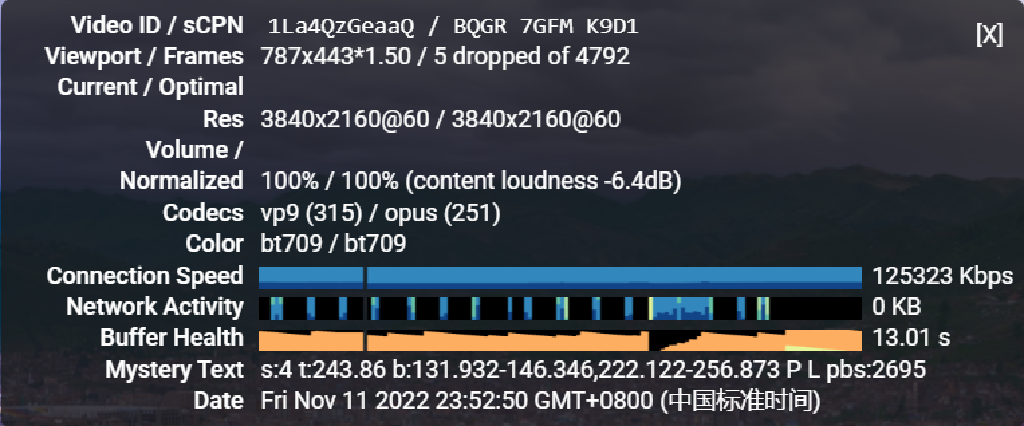 Video ID / sCPN 1La4QzGeaaQ / BQGR 7GFM K9D1
[X]
Viewport / Frames 787x443*1.50 / 5 dropped of 4792
Current / Optimal
Res 3840x2160@60 / 3840x2160@60
Volume /
Normalized 100% / 100% (content loudness -6.4dB)
Codecs vp9 (315) / opus (251)
Color bt709 / bt709
Connection Speed 125323 Kbps
Network Activity 0 KB
Buffer Health 13.01 s
Mystery Text s:4 t:243.86 b:131.932-146.346,222.122-256.873 P L pbs:2695
Date Fri Nov 11 2022 23:52:50 GMT+0800 (中国标准时间)